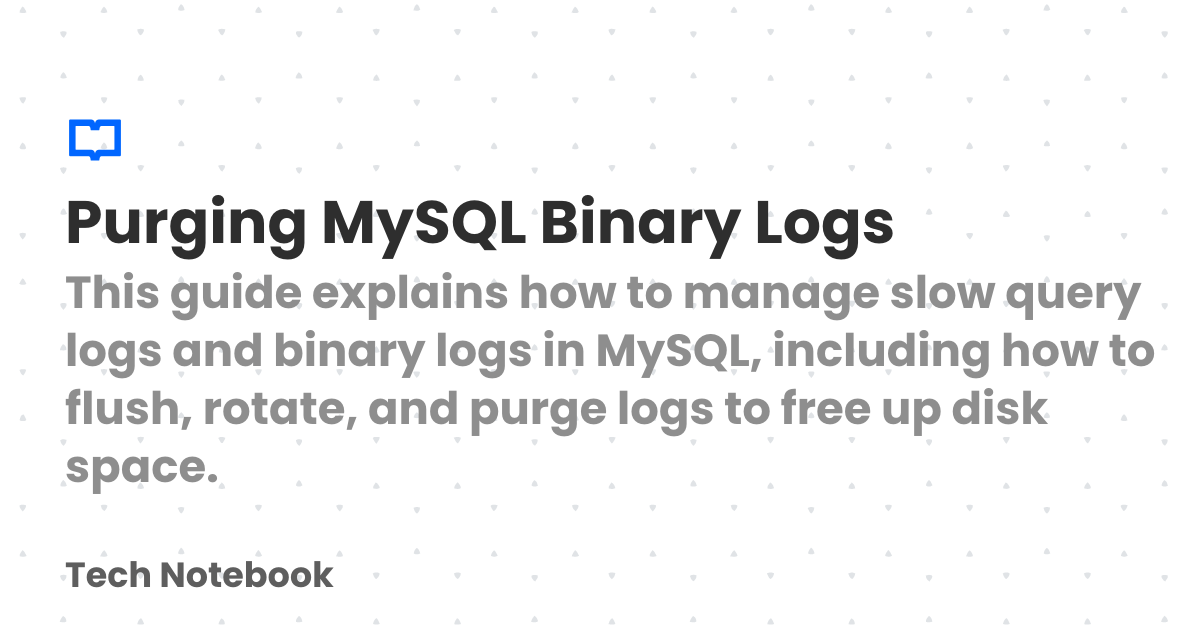 Purging MySQL Binary Logs
This guide explains how to manage slow query
logs and binary logs in MySQL, including how to
flush, rotate, and purge logs to free up disk
space.
Tech Notebook